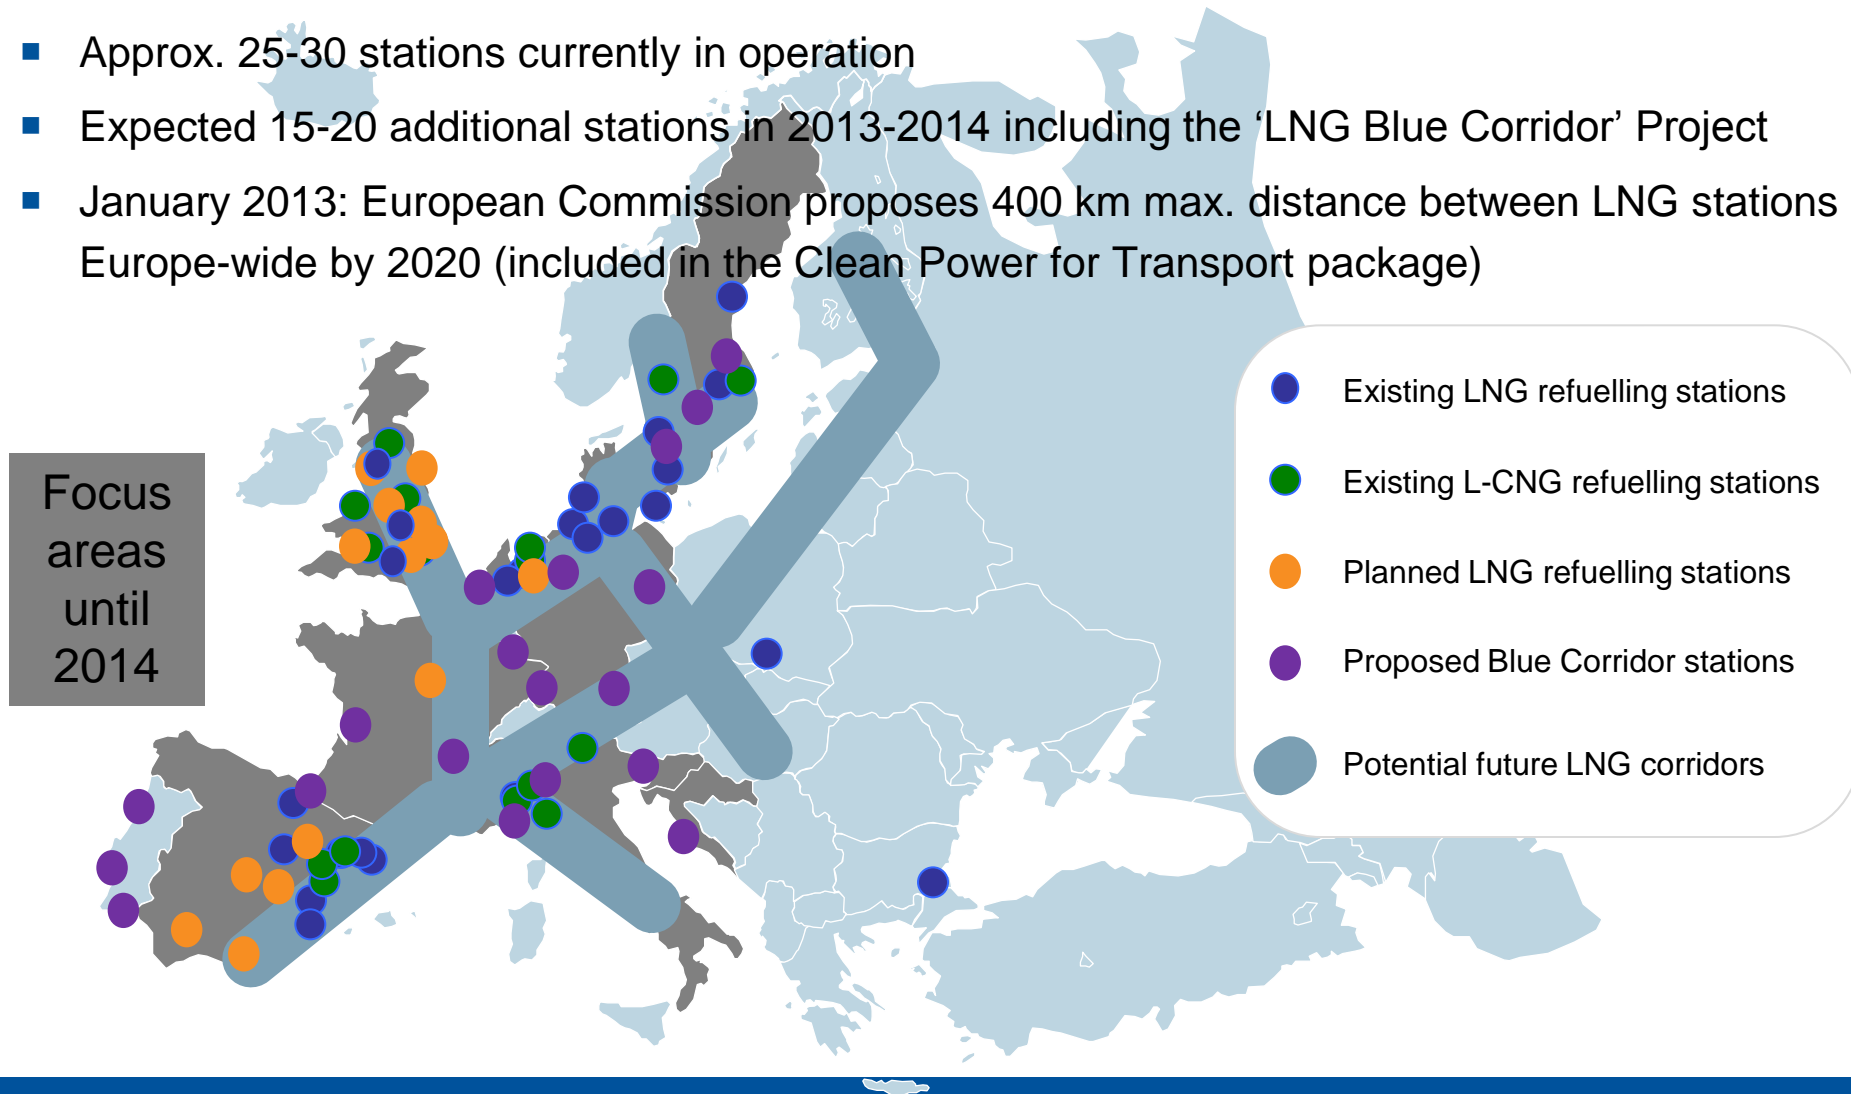 Approx. 25-30 stations currently in operation
Expected 15-20 additional stations in 2013-2014 including the ‘LNG Blue Corridor’ Project
January 2013: European Commission proposes 400 km max. distance between LNG stations
Europe-wide by 2020 (included in the Clean Power for Transport package)
Focus
areas
until
2014
Existing LNG refuelling stations
Existing L-CNG refuelling stations
Planned LNG refuelling stations
Proposed Blue Corridor stations
Potential future LNG corridors